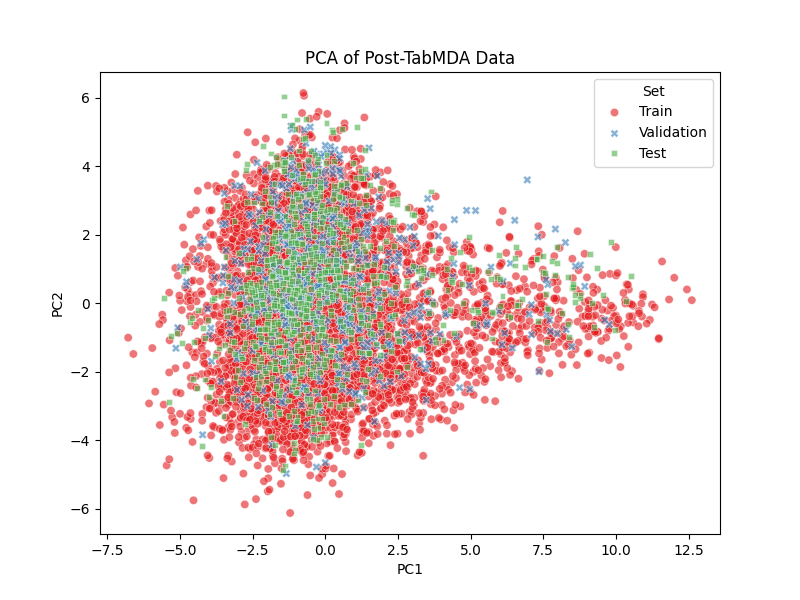 PCA of Post-TabMDA Data
Set
Train
Validation
Test
PC2
6
4
2
0
−2
−4
−6
−7.5 −5.0 −2.5 0.0 2.5 5.0 7.5 10.0 12.5
PC1